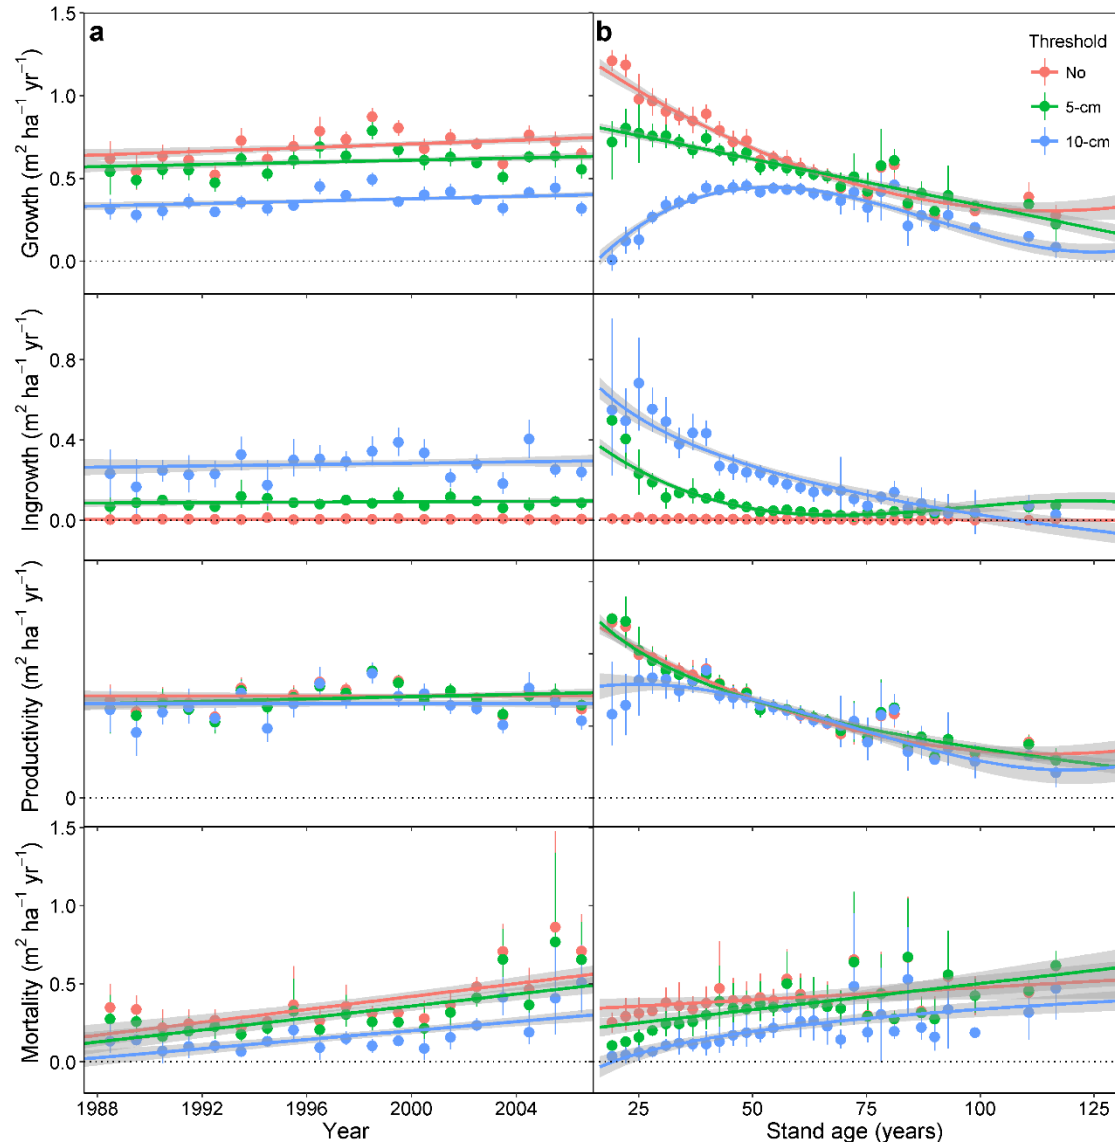 a
b
Threshold
No
5-cm
10-cm
Growth (m² ha⁻¹ yr⁻¹)
1.5
1.0
0.5
0.0
Ingrowth (m² ha⁻¹ yr⁻¹)
0.8
0.4
0.0
Productivity (m² ha⁻¹ yr⁻¹)
0
Mortality (m² ha⁻¹ yr⁻¹)
1.5
1.0
0.5
0.0
1988 1992 1996 2000 2004
25 50 75 100 125
Year
Stand age (years)